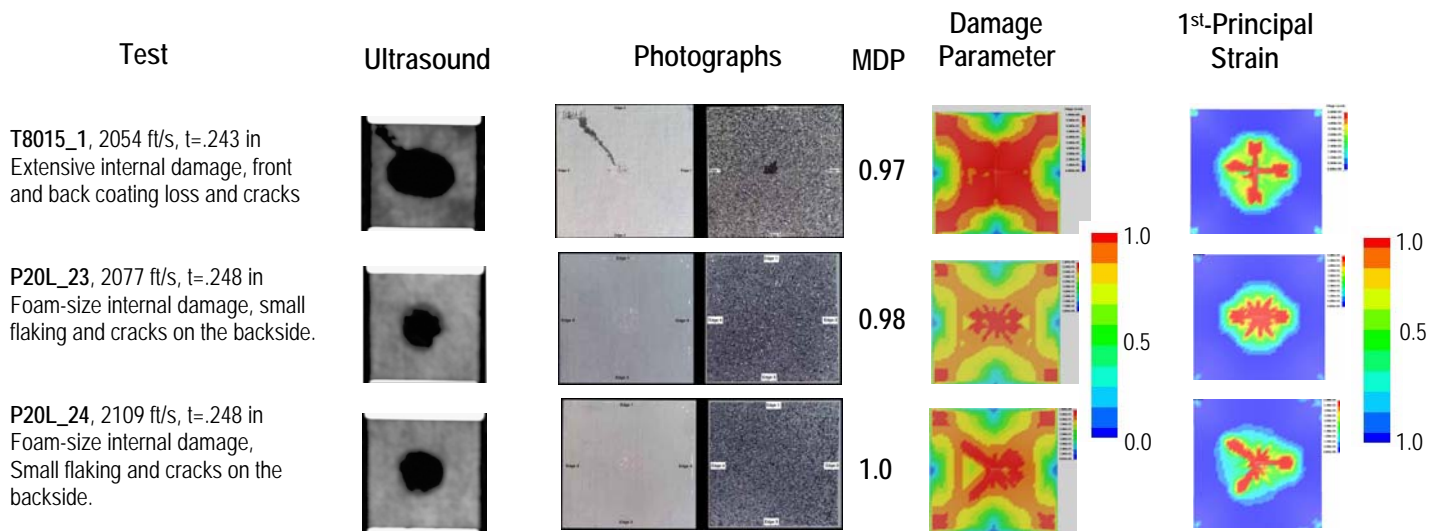 Test
Ultrasound
Photographs
MDP
Damage
Parameter
1st-Principal
Strain
T8015_1, 2054 ft/s, t=.243 in
Extensive internal damage, front
and back coating loss and cracks
0.97
P20L_23, 2077 ft/s, t=.248 in
Foam-size internal damage, small
flaking and cracks on the backside.
0.98
P20L_24, 2109 ft/s, t=.248 in
Foam-size internal damage,
Small flaking and cracks on the
backside.
1.0
1.0
0.5
0.0
1.0
0.5
1.0